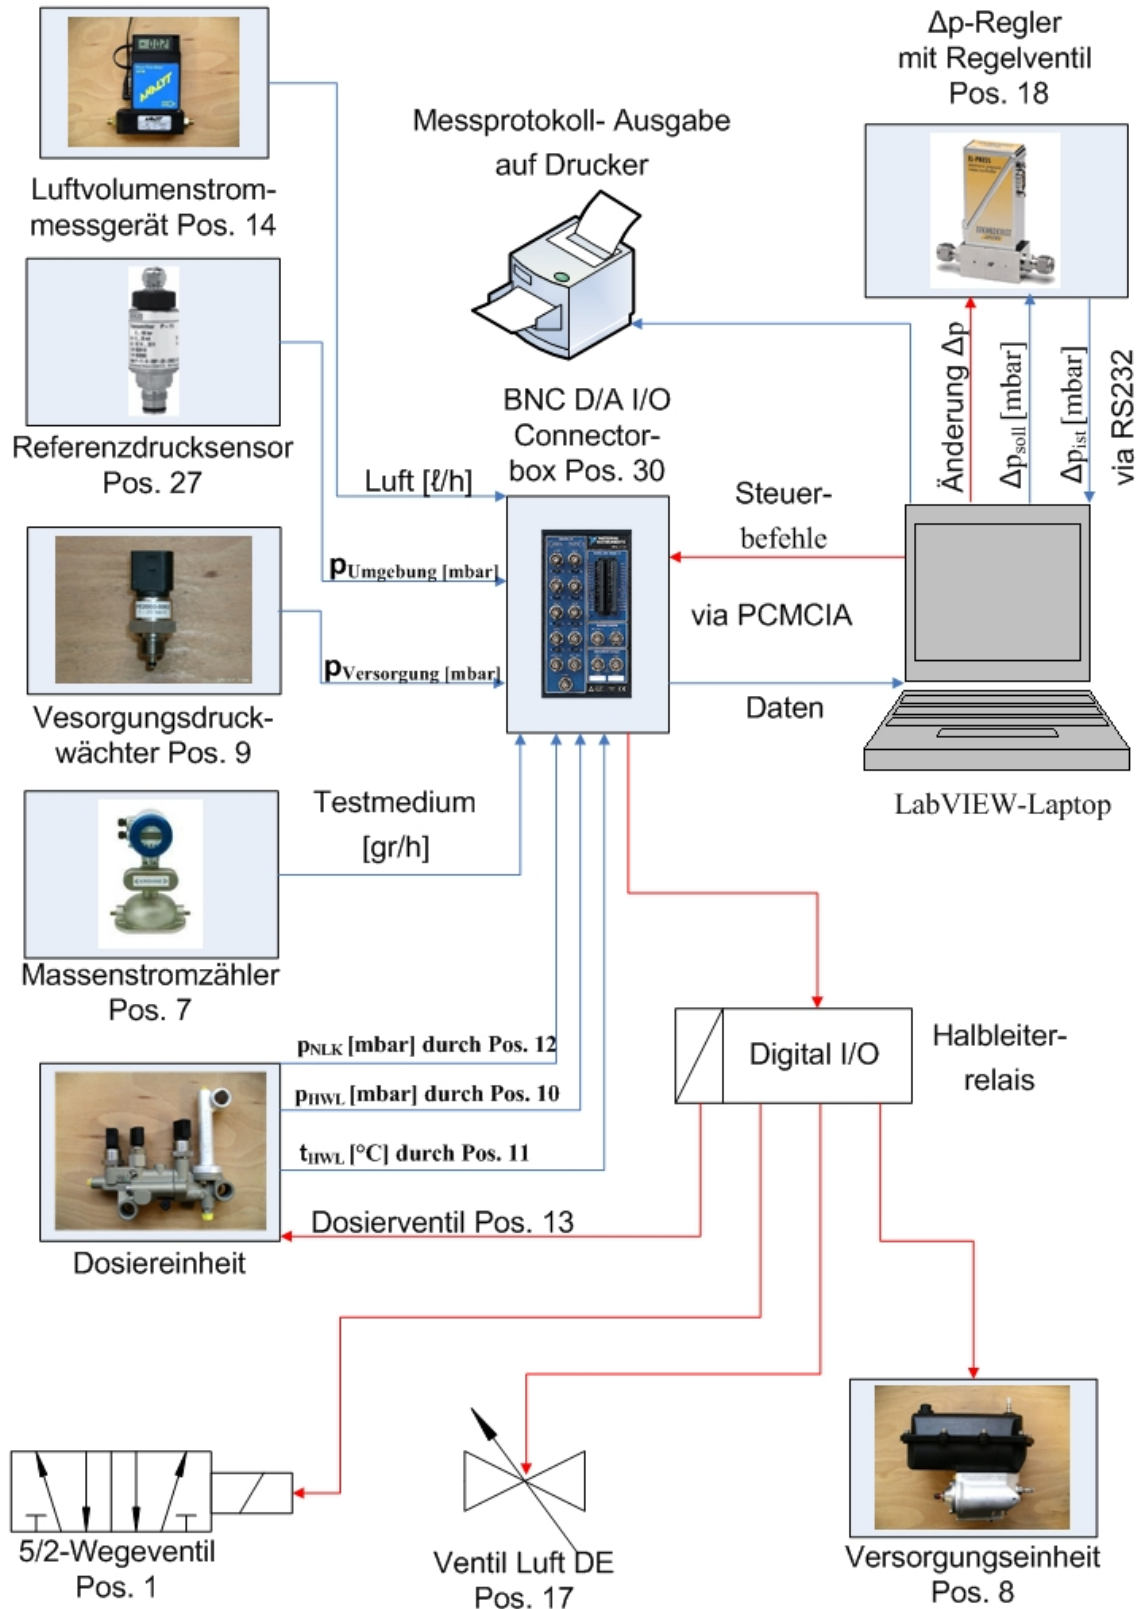 Δp-Regler
mit Regelventil
Pos. 18
Messprotokoll- Ausgabe
auf Drucker
Luftvolumenstrom-
messgerät Pos. 14
Referenzdrucksensor
Pos. 27
BNC D/A I/O
Connector-
box Pos. 30
Luft [ℓ/h]
pUmgebung [mbar]
pVersorgung [mbar]
Änderung Δp
Δpsoll [mbar]
Δpist [mbar]
via RS232
Steuer-
befehle
via PCMCIA
Daten
LabVIEW-Laptop
Vesorgungsdruck-
wächter Pos. 9
Testmedium
[gr/h]
Massenstromzähler
Pos. 7
pNLK [mbar] durch Pos. 12
pHWL [mbar] durch Pos. 10
tHWL [°C] durch Pos. 11
Dosierventil Pos. 13
Dosiereinheit
Digital I/O
Halbleiter-
relais
5/2-Wegeventil
Pos. 1
Ventil Luft DE
Pos. 17
Versorgungseinheit
Pos. 8